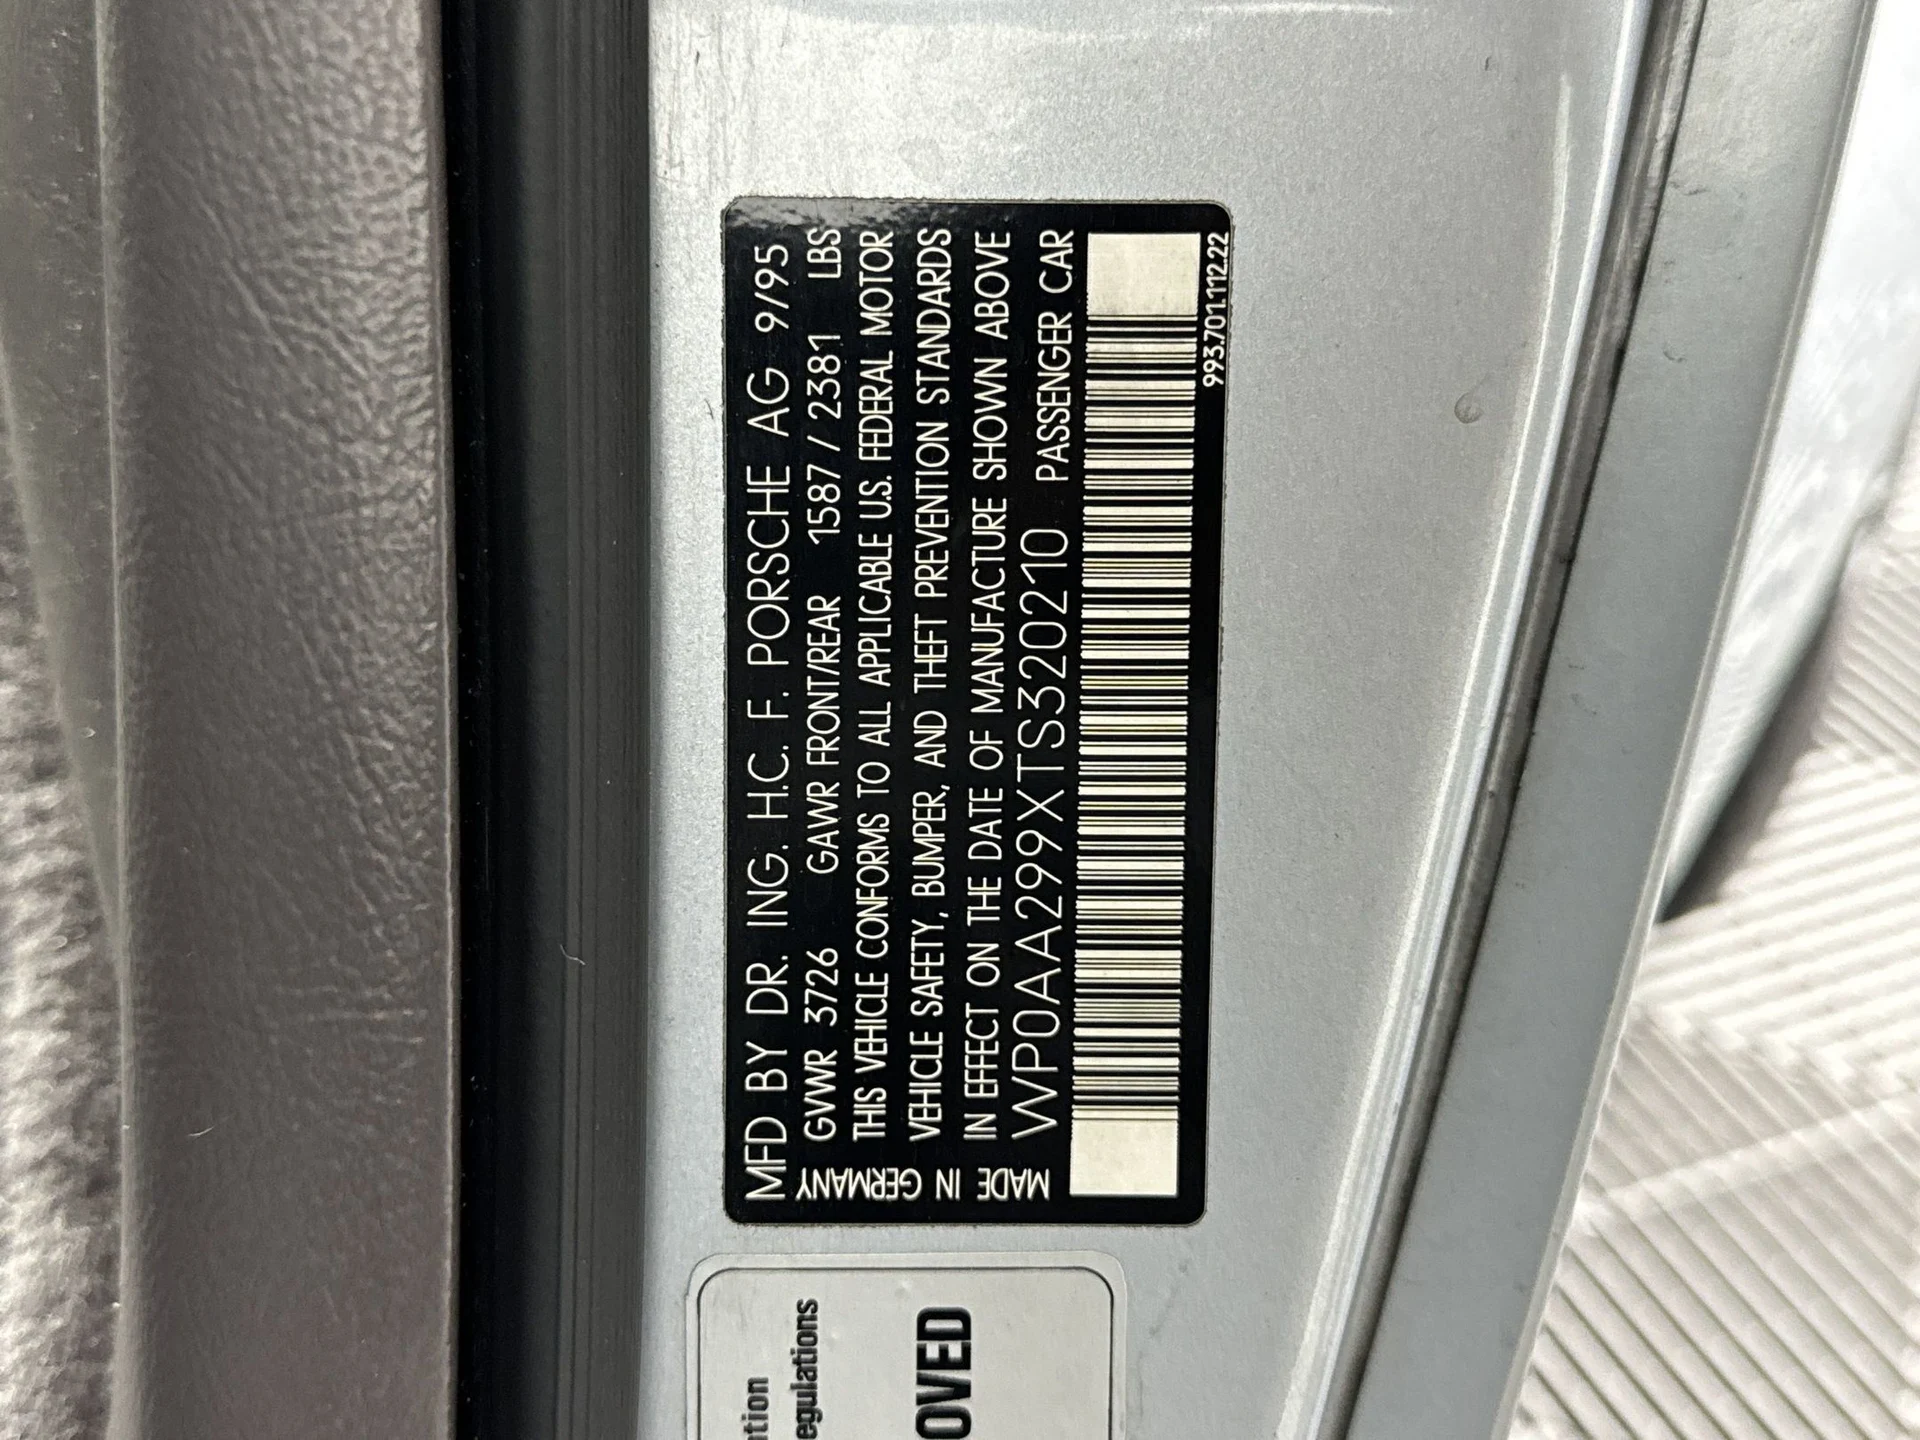 MFD BY DR. ING. H.C. F. PORSCHE AG 9/95
GVWR 3726 GAWR FRONT/REAR 1587 / 2381 LBS
THIS VEHICLE CONFORMS TO ALL APPLICABLE U.S. FEDERAL MOTOR
VEHICLE SAFETY, BUMPER, AND THEFT PREVENTION STANDARDS
IN EFFECT ON THE DATE OF MANUFACTURE SHOWN ABOVE
WP0AA299XTS320210 PASSENGER CAR
MADE IN GERMANY
993.701.112.22
ation
egulations
OVED